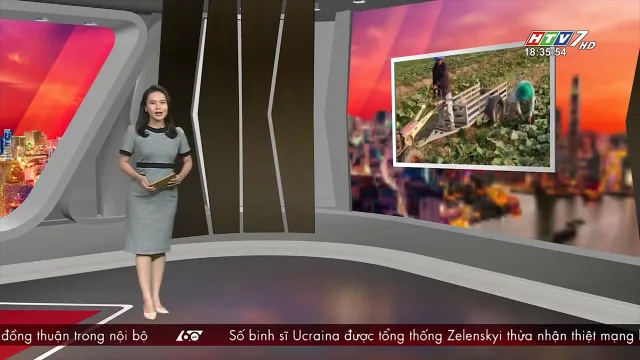 HTV7 HD
18:35:54
đồng thuận trong nội bộ 60 Số binh sĩ Ucraina được tổng thống Zelenskyi thừa nhận thiệt mạng